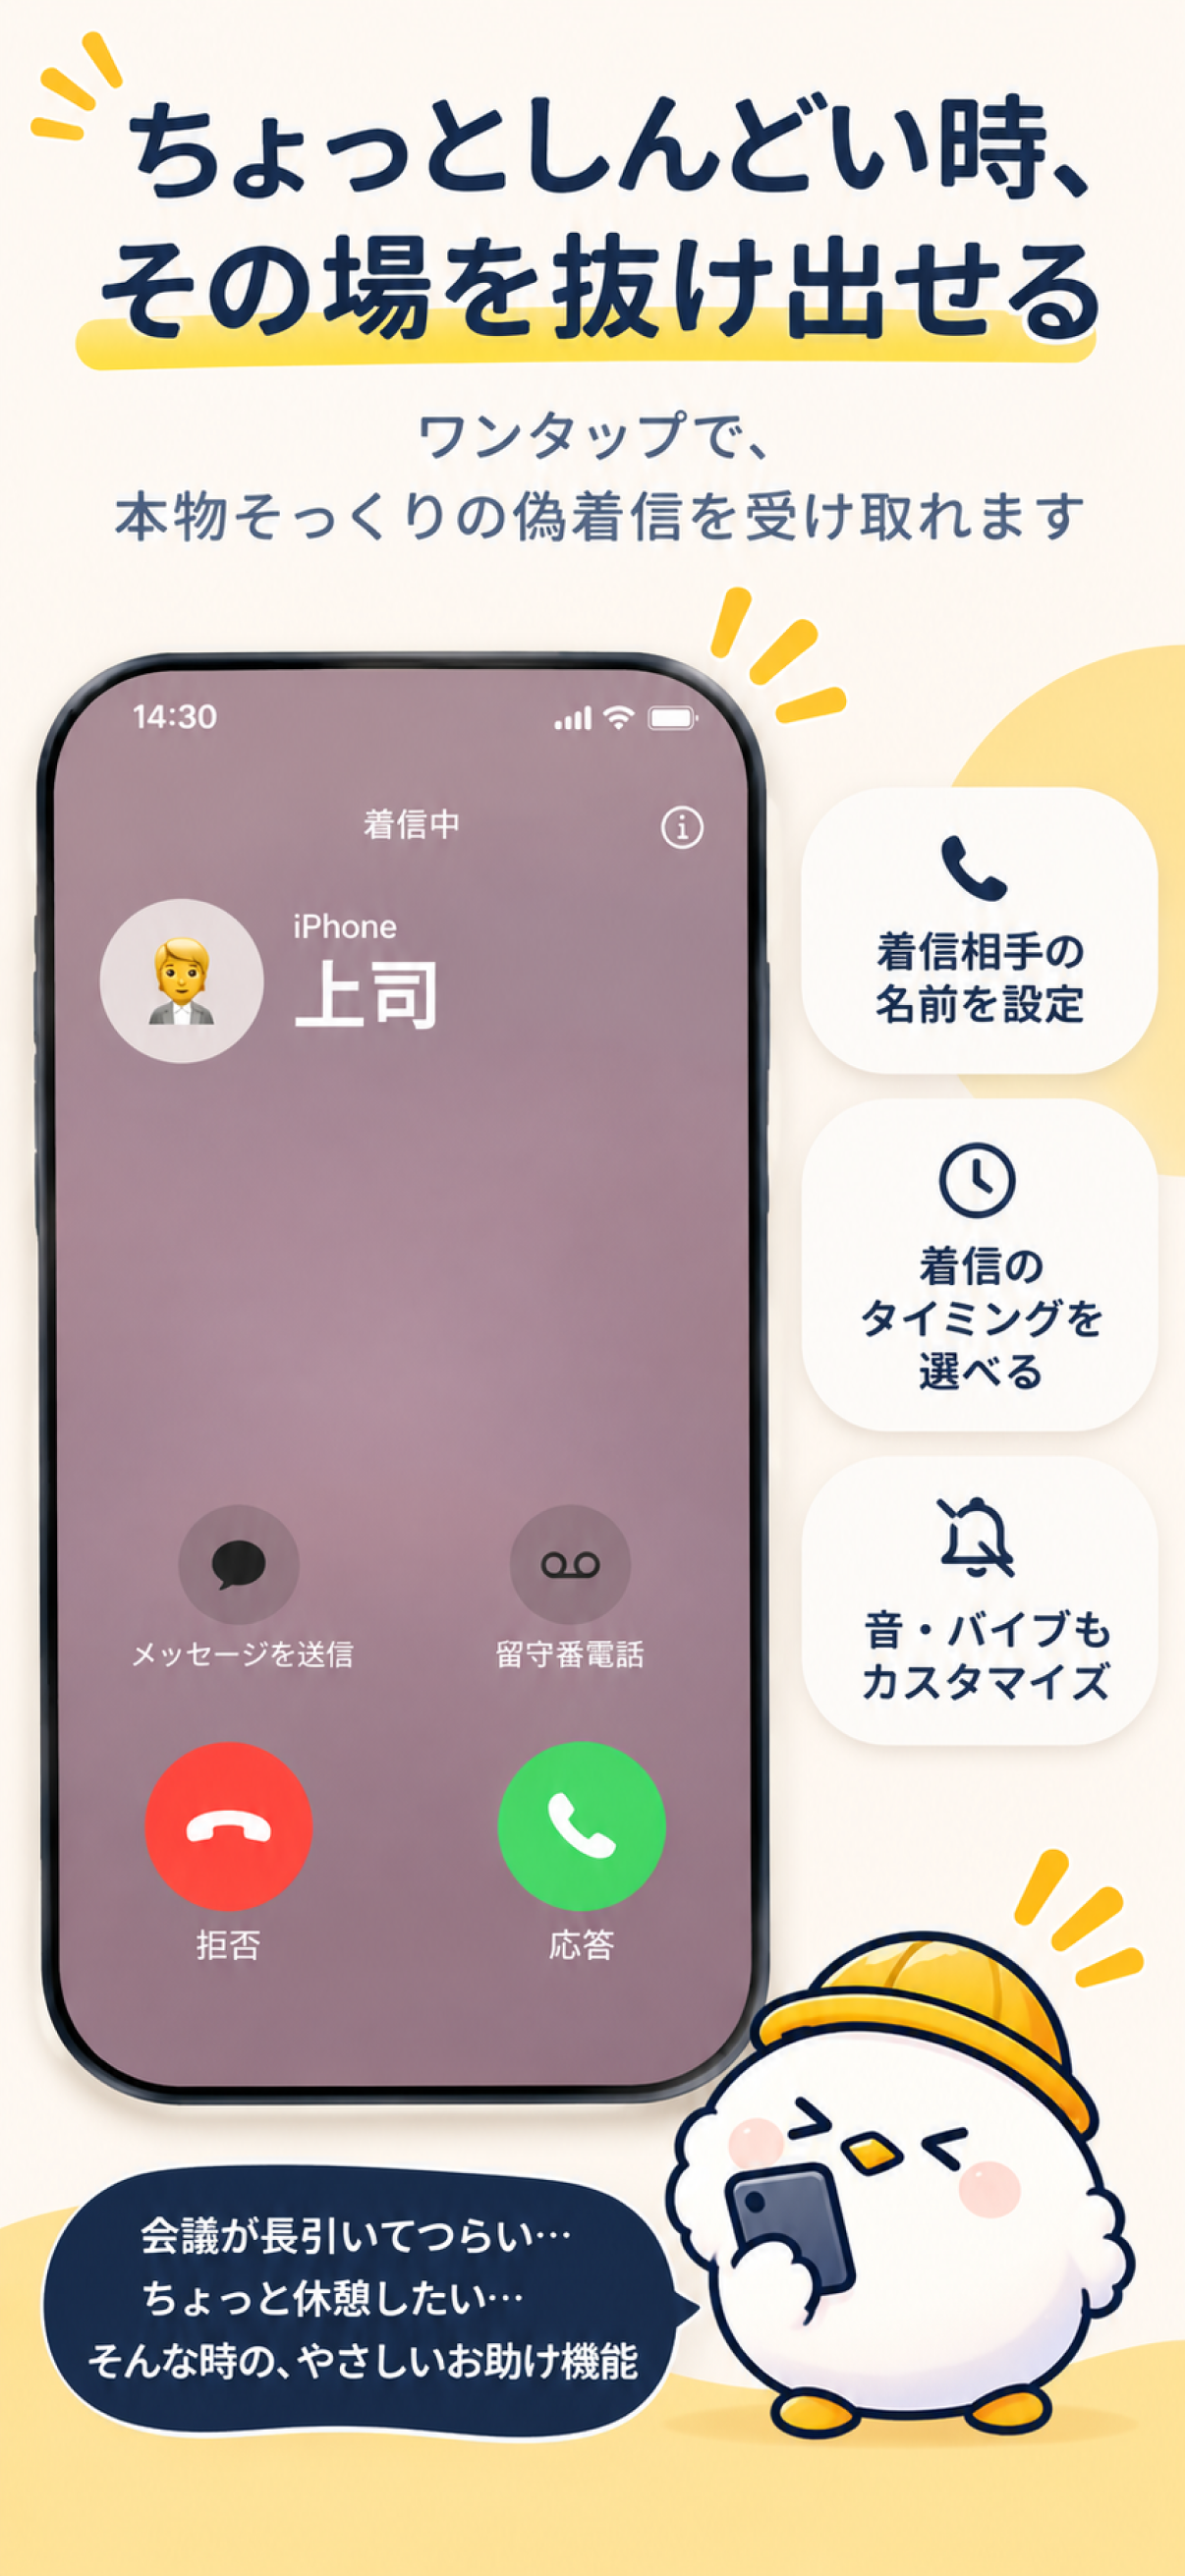 ちょっとしんどい時、
その場を抜け出せる
ワンタップで、
本物そっくりの偽着信を受け取れます
14:30
着信中
iPhone
上司
メッセージを送信
留守番電話
拒否
応答
着信相手の
名前を設定
着信の
タイミングを
選べる
音・バイブも
カスタマイズ
会議が長引いてつらい…
ちょっと休憩したい…
そんな時の、やさしいお助け機能